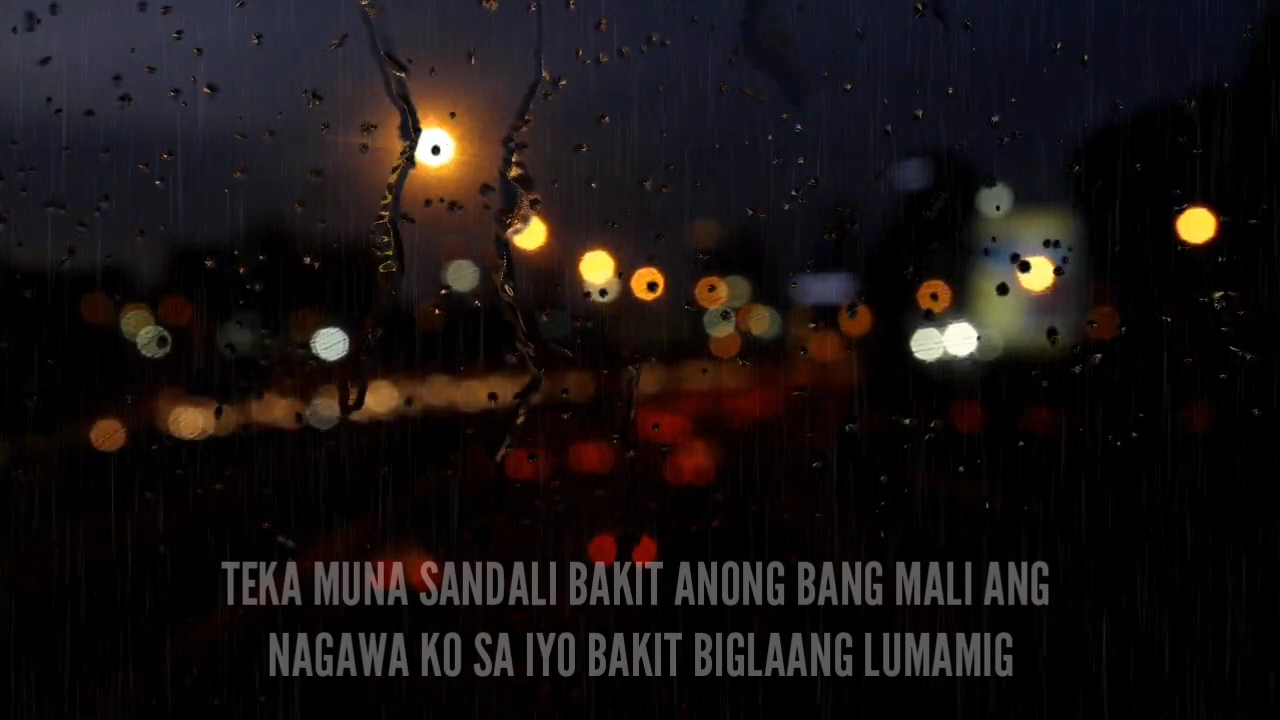 TEKA MUNA SANDALI BAKIT ANONG BANG MALI ANG
NAGAWA KO SA IYO BAKIT BIGLAANG LUMAMIG